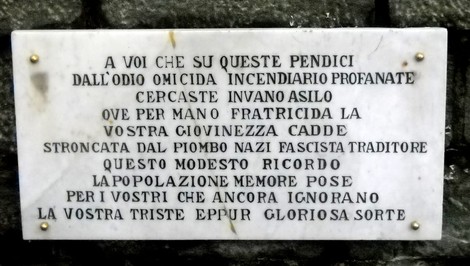 A VOI CHE SU QUESTE PENDICI
DALL'ODIO OMICIDA INCENDIARIO PROFANATE
CERCASTE INVANO ASILO
OVE PER MANO FRATRICIDA LA
VOSTRA GIOVINEZZA CADDE
STRONCATA DAL PIOMBO NAZI FASCISTA TRADITORE
QUESTO MODESTO RICORDO
LA POPOLAZIONE MEMORE POSE
PER I VOSTRI CHE ANCORA IGNORANO
LA VOSTRA TRISTE EPPUR GLORIOSA SORTE